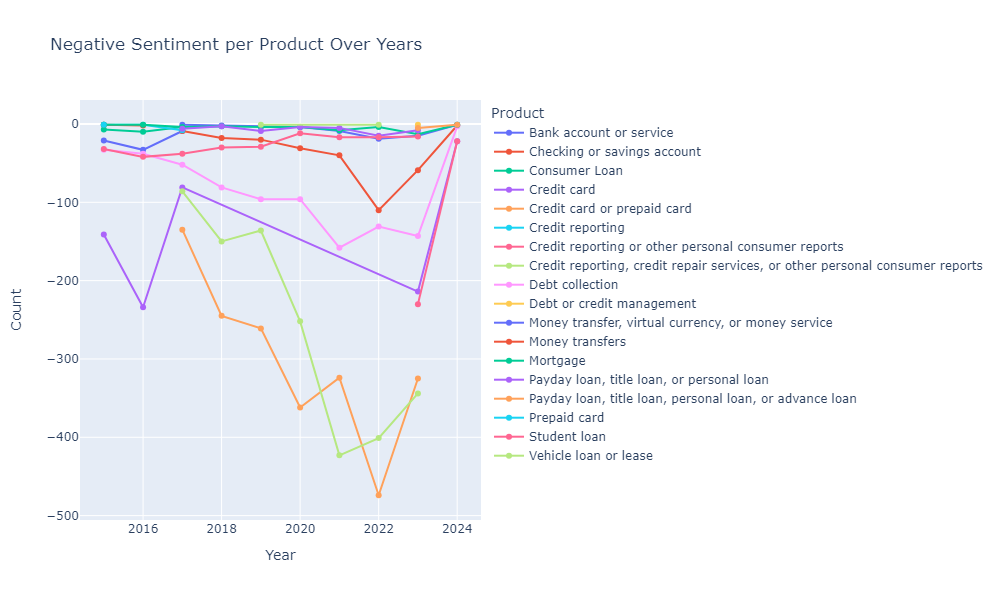 Negative Sentiment per Product Over Years
Product
Bank account or service
Checking or savings account
Consumer Loan
Credit card
Credit card or prepaid card
Credit reporting
Credit reporting or other personal consumer reports
Credit reporting, credit repair services, or other personal consumer reports
Debt collection
Debt or credit management
Money transfer, virtual currency, or money service
Money transfers
Mortgage
Payday loan, title loan, or personal loan
Payday loan, title loan, personal loan, or advance loan
Prepaid card
Student loan
Vehicle loan or lease
0
−100
−200
−300
−400
−500
Count
2016
2018
2020
2022
2024
Year